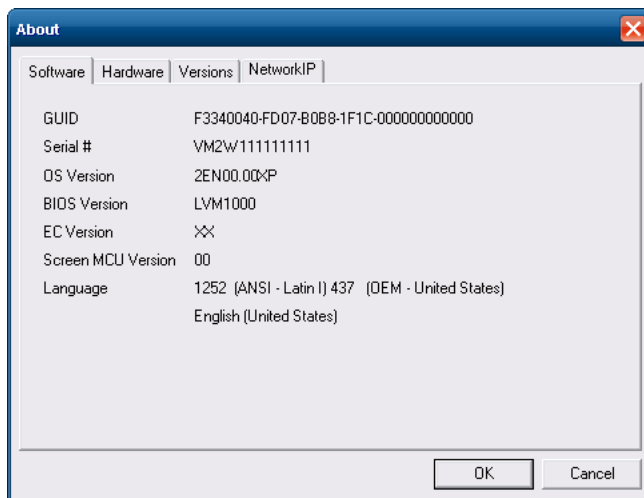 About
Software Hardware Versions NetworkIP
GUID F3340040-FD07-B0B8-1F1C-000000000000
Serial # VM2W111111111
OS Version 2EN00.00XP
BIOS Version LVM1000
EC Version XX
Screen MCU Version 00
Language 1252 (ANSI - Latin I) 437 (OEM - United States)
English (United States)
OK Cancel